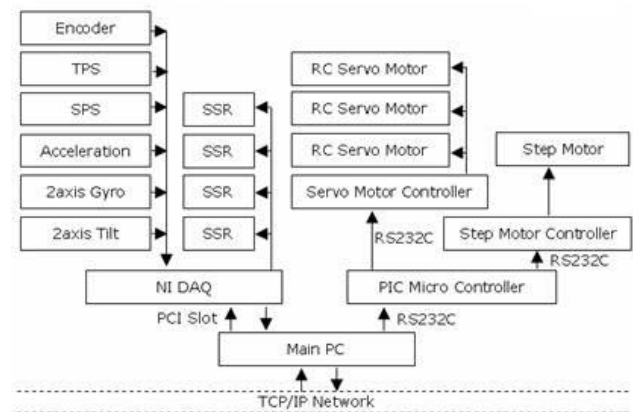 Encoder
TPS
SPS
Acceleration
2axis Gyro
2axis Tilt
SSR
SSR
SSR
SSR
RC Servo Motor
RC Servo Motor
RC Servo Motor
Servo Motor Controller
Step Motor
Step Motor Controller
RS232C
RS232C
NI DAQ
PIC Micro Controller
PCI Slot
RS232C
Main PC
TCP/IP Network